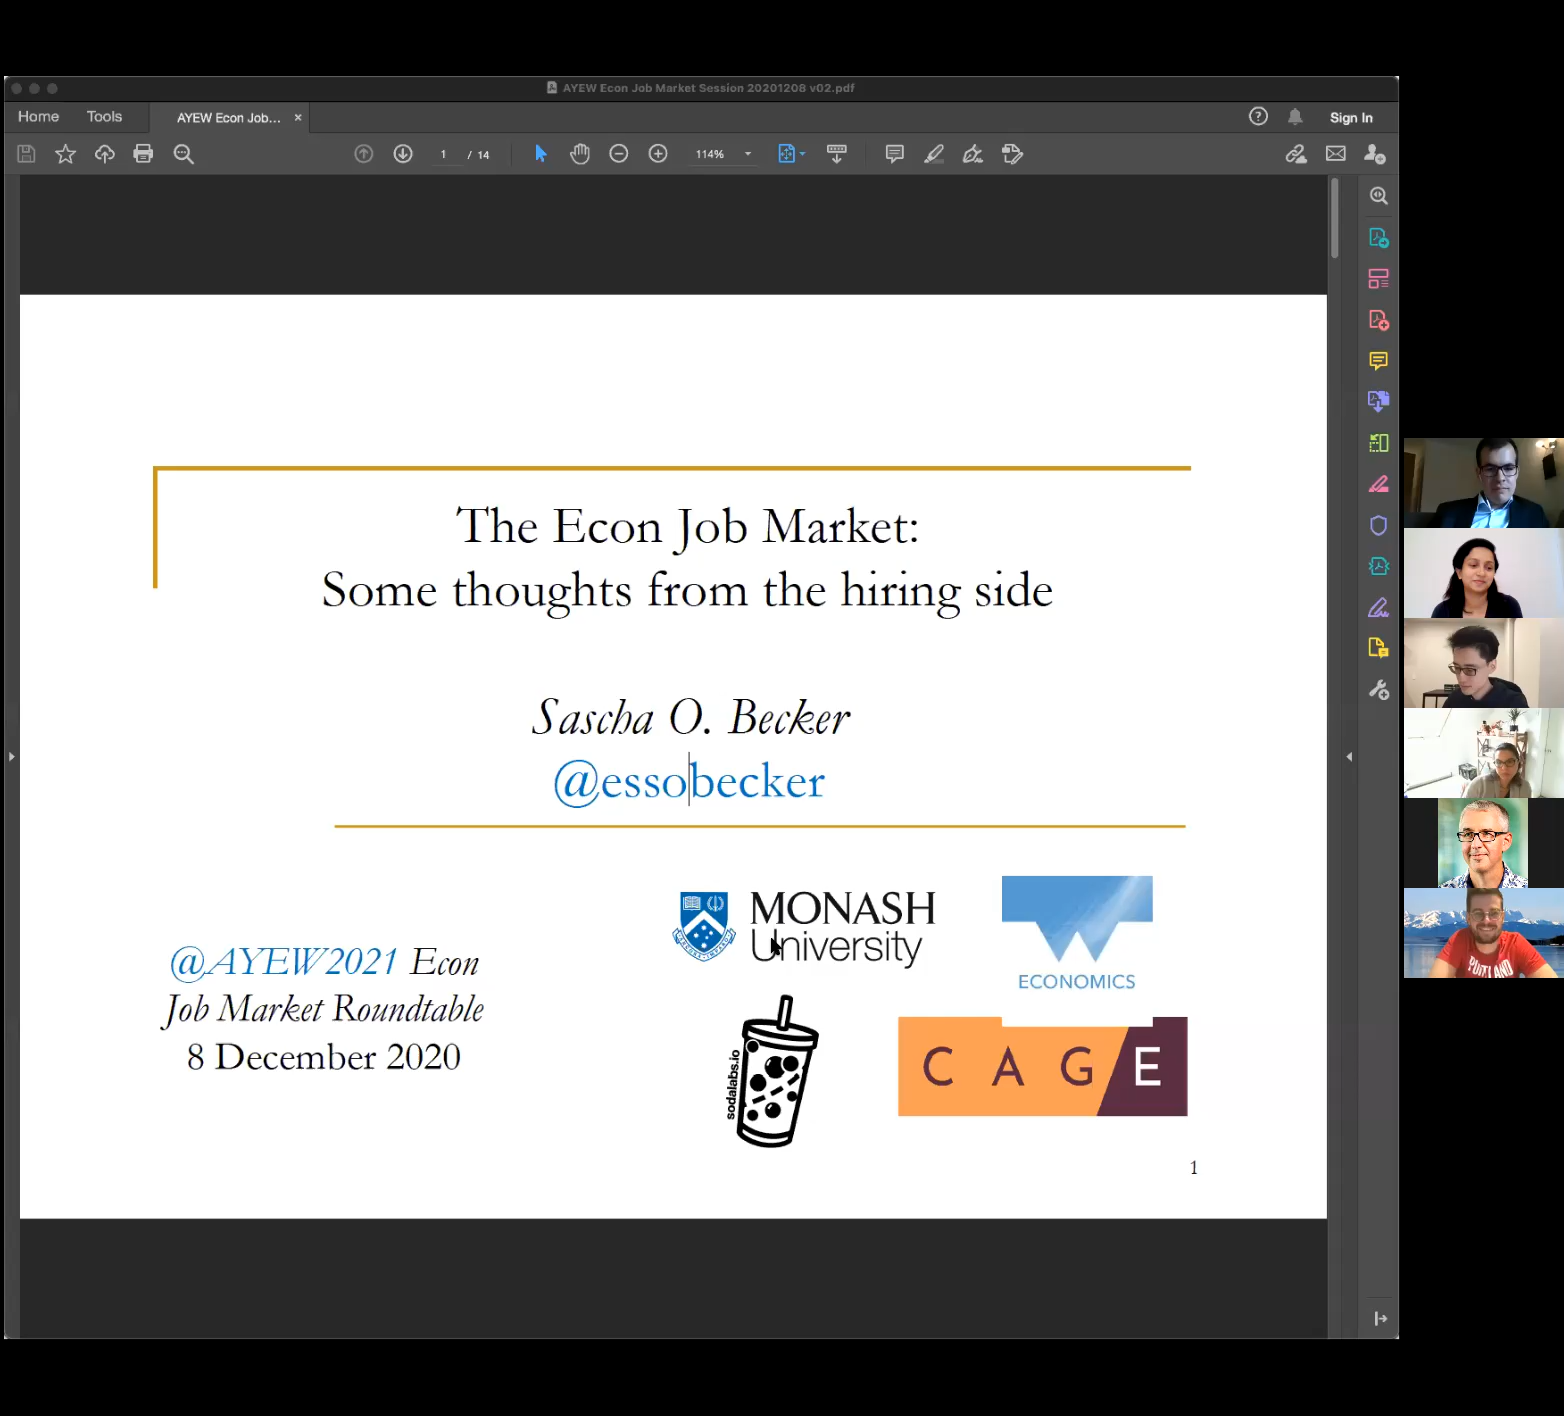 AYEW Econ Job Market Session 20201208 v02.pdf
Home Tools AYEW Econ Job... × ? Sign In
1 / 14 114%
The Econ Job Market:
Some thoughts from the hiring side
Sascha O. Becker
@essobecker
@AYEW2021 Econ
Job Market Roundtable
8 December 2020
MONASH
University
ECONOMICS
sodalabs.io
CAGE
1
PORTLAND